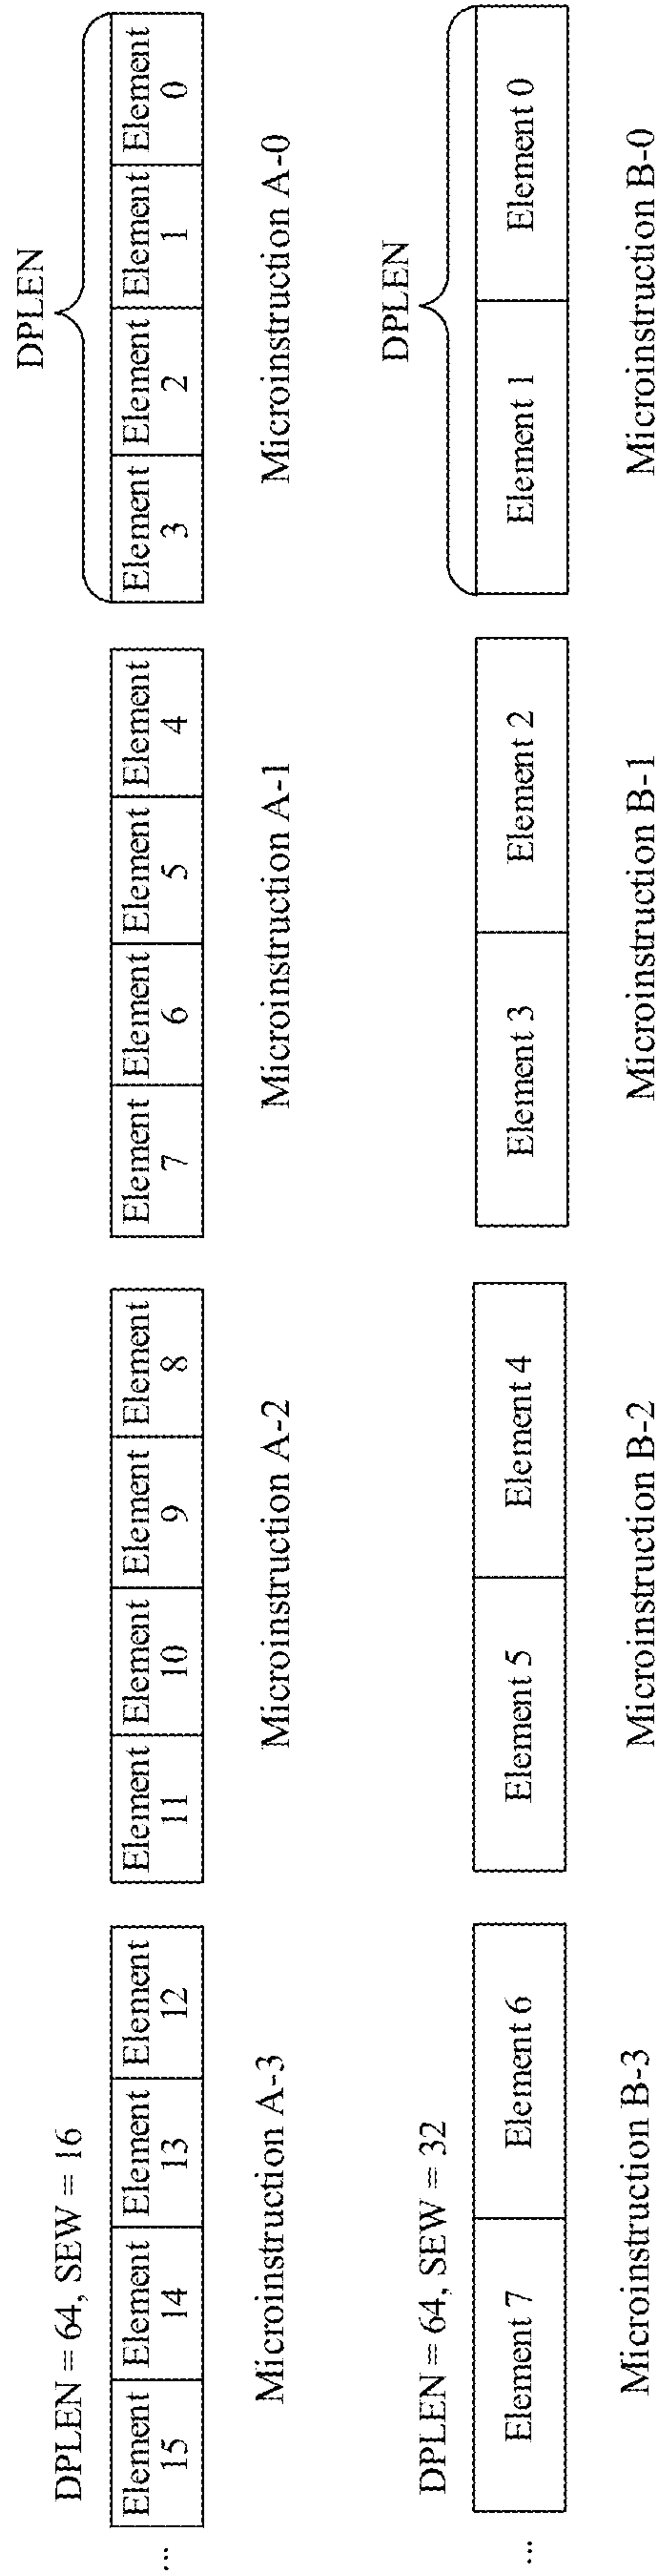 DPLEN = 64, SEW = 16
DPLEN
... Element 15 Element 14 Element 13 Element 12 Element 11 Element 10 Element 9 Element 8 Element 7 Element 6 Element 5 Element 4 Element 3 Element 2 Element 1 Element 0
Microinstruction A-3 Microinstruction A-2 Microinstruction A-1 Microinstruction A-0
DPLEN = 64, SEW = 32
DPLEN
... Element 7 Element 6 Element 5 Element 4 Element 3 Element 2 Element 1 Element 0
Microinstruction B-3 Microinstruction B-2 Microinstruction B-1 Microinstruction B-0